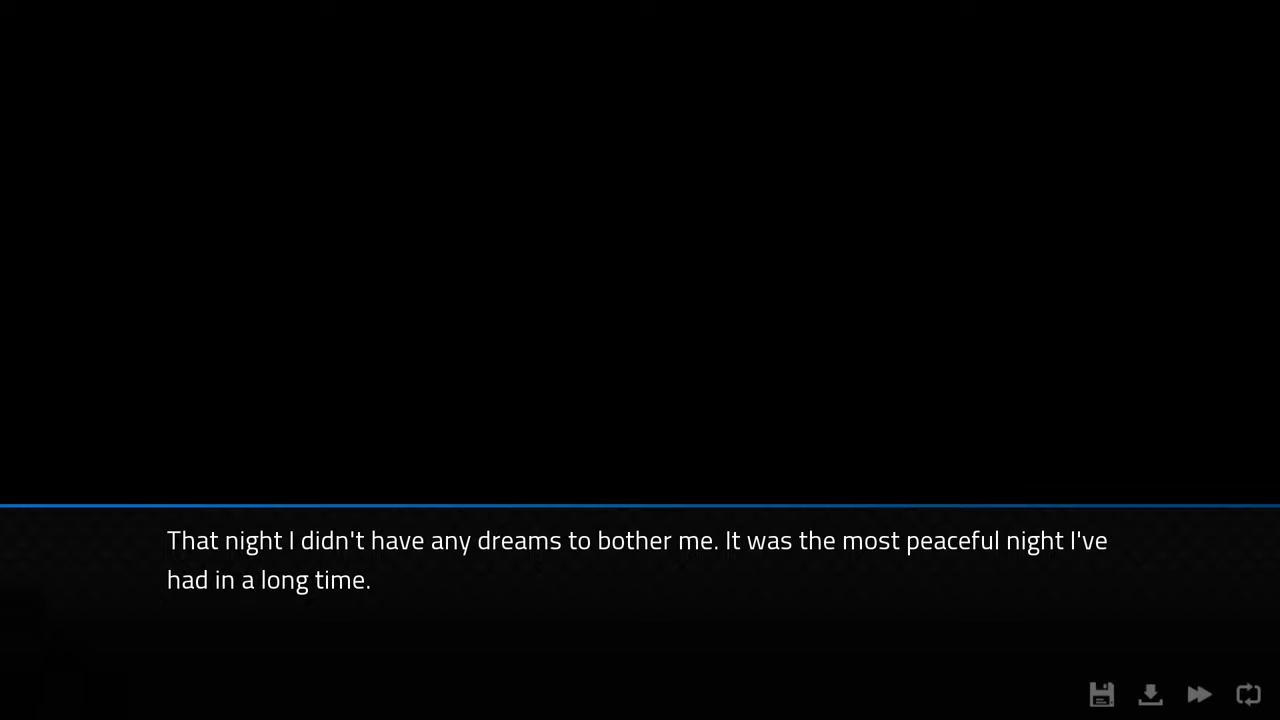 That night I didn't have any dreams to bother me. It was the most peaceful night I've
had in a long time.